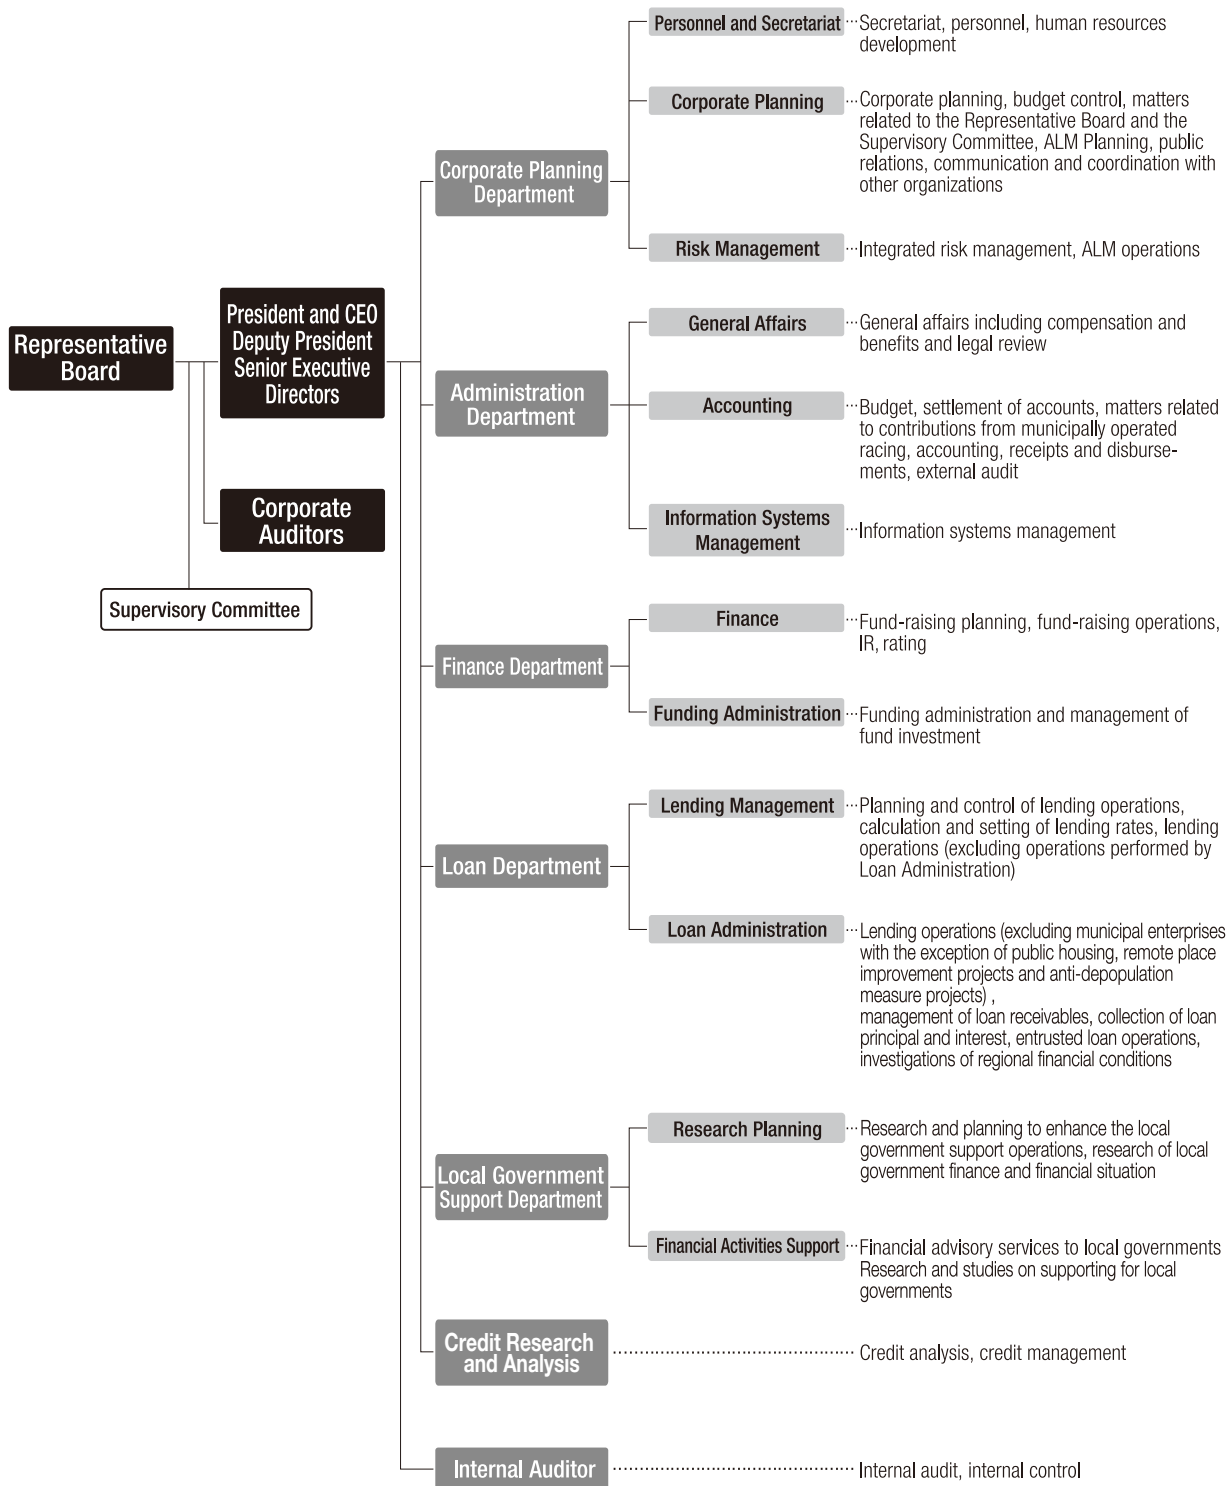 Representative
Board
President and CEO
Deputy President
Senior Executive
Directors
Corporate
Auditors
Supervisory Committee
Corporate Planning
Department
Personnel and Secretariat
Secretariat, personnel, human resources
development
Corporate Planning
Corporate planning, budget control, matters
related to the Representative Board and the
Supervisory Committee, ALM Planning, public
relations, communication and coordination with
other organizations
Risk Management
Integrated risk management, ALM operations
Administration
Department
General Affairs
General affairs including compensation and
benefits and legal review
Accounting
Budget, settlement of accounts, matters related
to contributions from municipally operated
racing, accounting, receipts and disburse-
ments, external audit
Information Systems
Management
Information systems management
Finance Department
Finance
Fund-raising planning, fund-raising operations,
IR, rating
Funding Administration
Funding administration and management of
fund investment
Loan Department
Lending Management
Planning and control of lending operations,
calculation and setting of lending rates, lending
operations (excluding operations performed by
Loan Administration)
Loan Administration
Lending operations (excluding municipal enterprises
with the exception of public housing, remote place
improvement projects and anti-depopulation
measure projects) ,
management of loan receivables, collection of loan
principal and interest, entrusted loan operations,
investigations of regional financial conditions
Local Government
Support Department
Research Planning
Research and planning to enhance the local
government support operations, research of local
government finance and financial situation
Financial Activities Support
Financial advisory services to local governments
Research and studies on supporting for local
governments
Credit Research
and Analysis
Credit analysis, credit management
Internal Auditor
Internal audit, internal control